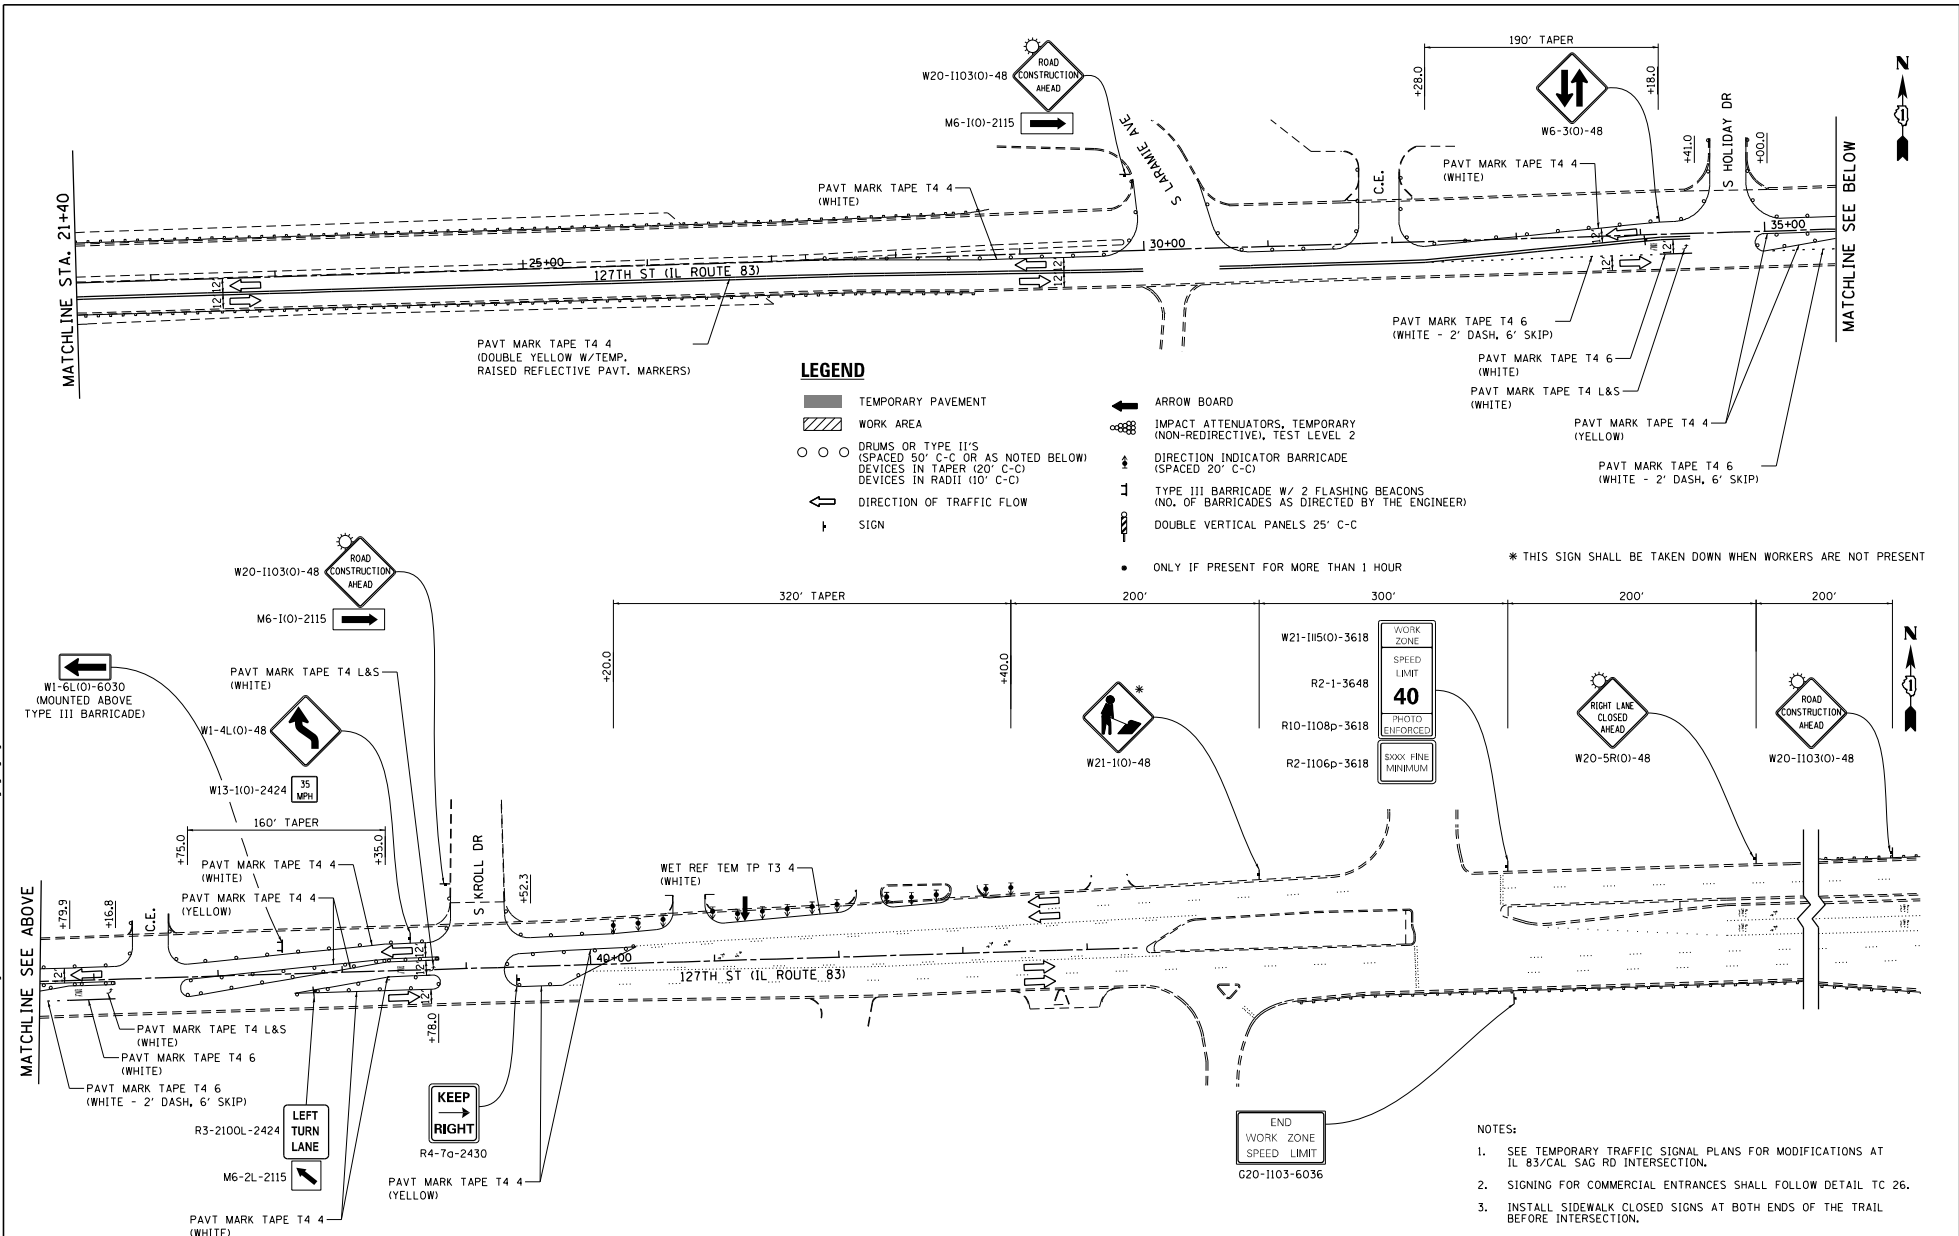 190' TAPER
+28.0
+18.0
ROAD
CONSTRUCTION
AHEAD
W20-I103(O)-48
M6-I(O)-2115
W6-3(O)-48
N
S LARAMIE AVE
C.E.
PAVT MARK TAPE T4 4
(WHITE)
PAVT MARK TAPE T4 4
(WHITE)
+41.0
S HOLIDAY DR
+00.0
MATCHLINE STA. 21+40
MATCHLINE SEE BELOW
25+00
30+00
35+00
127TH ST (IL ROUTE 83)
12'
12'
12'
12'
12'
12'
12'
PAVT MARK TAPE T4 4
(DOUBLE YELLOW W/TEMP.
RAISED REFLECTIVE PAVT. MARKERS)
PAVT MARK TAPE T4 6
(WHITE - 2' DASH, 6' SKIP)
PAVT MARK TAPE T4 6
(WHITE)
PAVT MARK TAPE T4 L&S
(WHITE)
PAVT MARK TAPE T4 4
(YELLOW)
PAVT MARK TAPE T4 6
(WHITE - 2' DASH, 6' SKIP)
LEGEND
TEMPORARY PAVEMENT
WORK AREA
DRUMS OR TYPE II'S
(SPACED 50' C-C OR AS NOTED BELOW)
DEVICES IN TAPER (20' C-C)
DEVICES IN RADII (10' C-C)
DIRECTION OF TRAFFIC FLOW
SIGN
ARROW BOARD
IMPACT ATTENUATORS, TEMPORARY
(NON-REDIRECTIVE), TEST LEVEL 2
DIRECTION INDICATOR BARRICADE
(SPACED 20' C-C)
TYPE III BARRICADE W/ 2 FLASHING BEACONS
(NO. OF BARRICADES AS DIRECTED BY THE ENGINEER)
DOUBLE VERTICAL PANELS 25' C-C
ONLY IF PRESENT FOR MORE THAN 1 HOUR
* THIS SIGN SHALL BE TAKEN DOWN WHEN WORKERS ARE NOT PRESENT
ROAD
CONSTRUCTION
AHEAD
W20-I103(O)-48
M6-I(O)-2115
320' TAPER
200'
300'
200'
200'
+20.0
+40.0
N
W1-6L(O)-6030
(MOUNTED ABOVE
TYPE III BARRICADE)
PAVT MARK TAPE T4 L&S
(WHITE)
W1-4L(O)-48
W13-1(O)-2424
35
MPH
*
W21-1(O)-48
W21-I115(O)-3618
WORK
ZONE
R2-1-3648
SPEED
LIMIT
40
R10-I108p-3618
PHOTO
ENFORCED
R2-I106p-3618
$XXX FINE
MINIMUM
RIGHT LANE
CLOSED
AHEAD
W20-5R(O)-48
ROAD
CONSTRUCTION
AHEAD
W20-I103(O)-48
160' TAPER
+75.0
+35.0
PAVT MARK TAPE T4 4
(WHITE)
PAVT MARK TAPE T4 4
(YELLOW)
S KROLL DR
+52.3
WET REF TEM TP T3 4
(WHITE)
MATCHLINE SEE ABOVE
+79.9
+16.8
C.E.
12'
12'
12'
12'
40+00
127TH ST (IL ROUTE 83)
+78.0
PAVT MARK TAPE T4 L&S
(WHITE)
PAVT MARK TAPE T4 6
(WHITE)
PAVT MARK TAPE T4 6
(WHITE - 2' DASH, 6' SKIP)
R3-2100L-2424
LEFT
TURN
LANE
M6-2L-2115
PAVT MARK TAPE T4 4
(WHITE)
KEEP
RIGHT
R4-7a-2430
PAVT MARK TAPE T4 4
(YELLOW)
END
WORK ZONE
SPEED LIMIT
G20-I103-6036
NOTES:
1. SEE TEMPORARY TRAFFIC SIGNAL PLANS FOR MODIFICATIONS AT
IL 83/CAL SAG RD INTERSECTION.
2. SIGNING FOR COMMERCIAL ENTRANCES SHALL FOLLOW DETAIL TC 26.
3. INSTALL SIDEWALK CLOSED SIGNS AT BOTH ENDS OF THE TRAIL
BEFORE INTERSECTION.